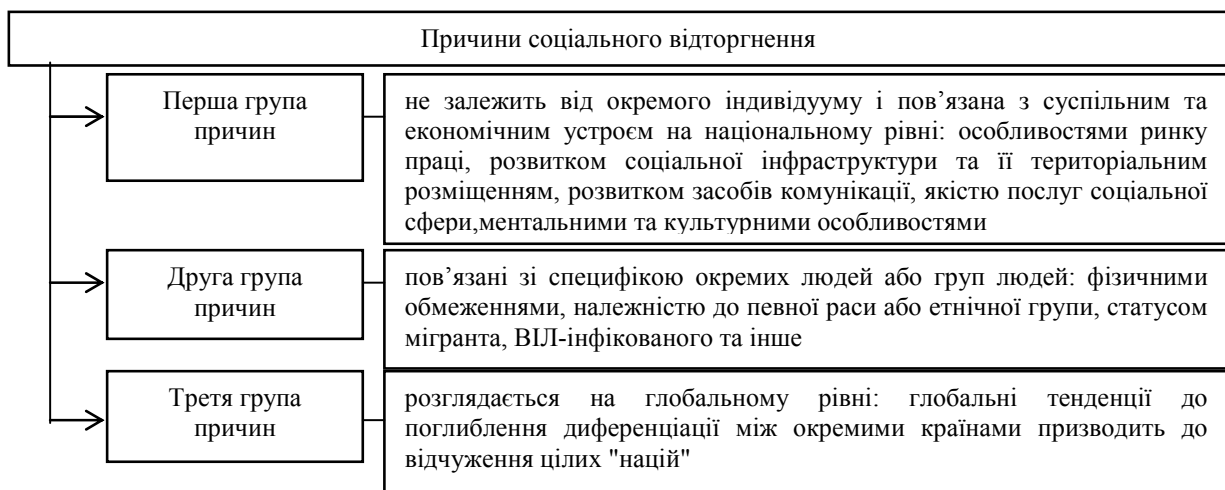 Причини соціального відторгнення
Перша група
причин
не залежить від окремого індивідууму і пов’язана з суспільним та
економічним устроєм на національному рівні: особливостями ринку
праці, розвитком соціальної інфраструктури та її територіальним
розміщенням, розвитком засобів комунікації, якістю послуг соціальної
сфери,ментальними та культурними особливостями
Друга група
причин
пов’язані зі специфікою окремих людей або груп людей: фізичними
обмеженнями, належністю до певної раси або етнічної групи, статусом
мігранта, ВІЛ-інфікованого та інше
Третя група
причин
розглядається на глобальному рівні: глобальні тенденції до
поглиблення диференціації між окремими країнами призводить до
відчуження цілих "націй"